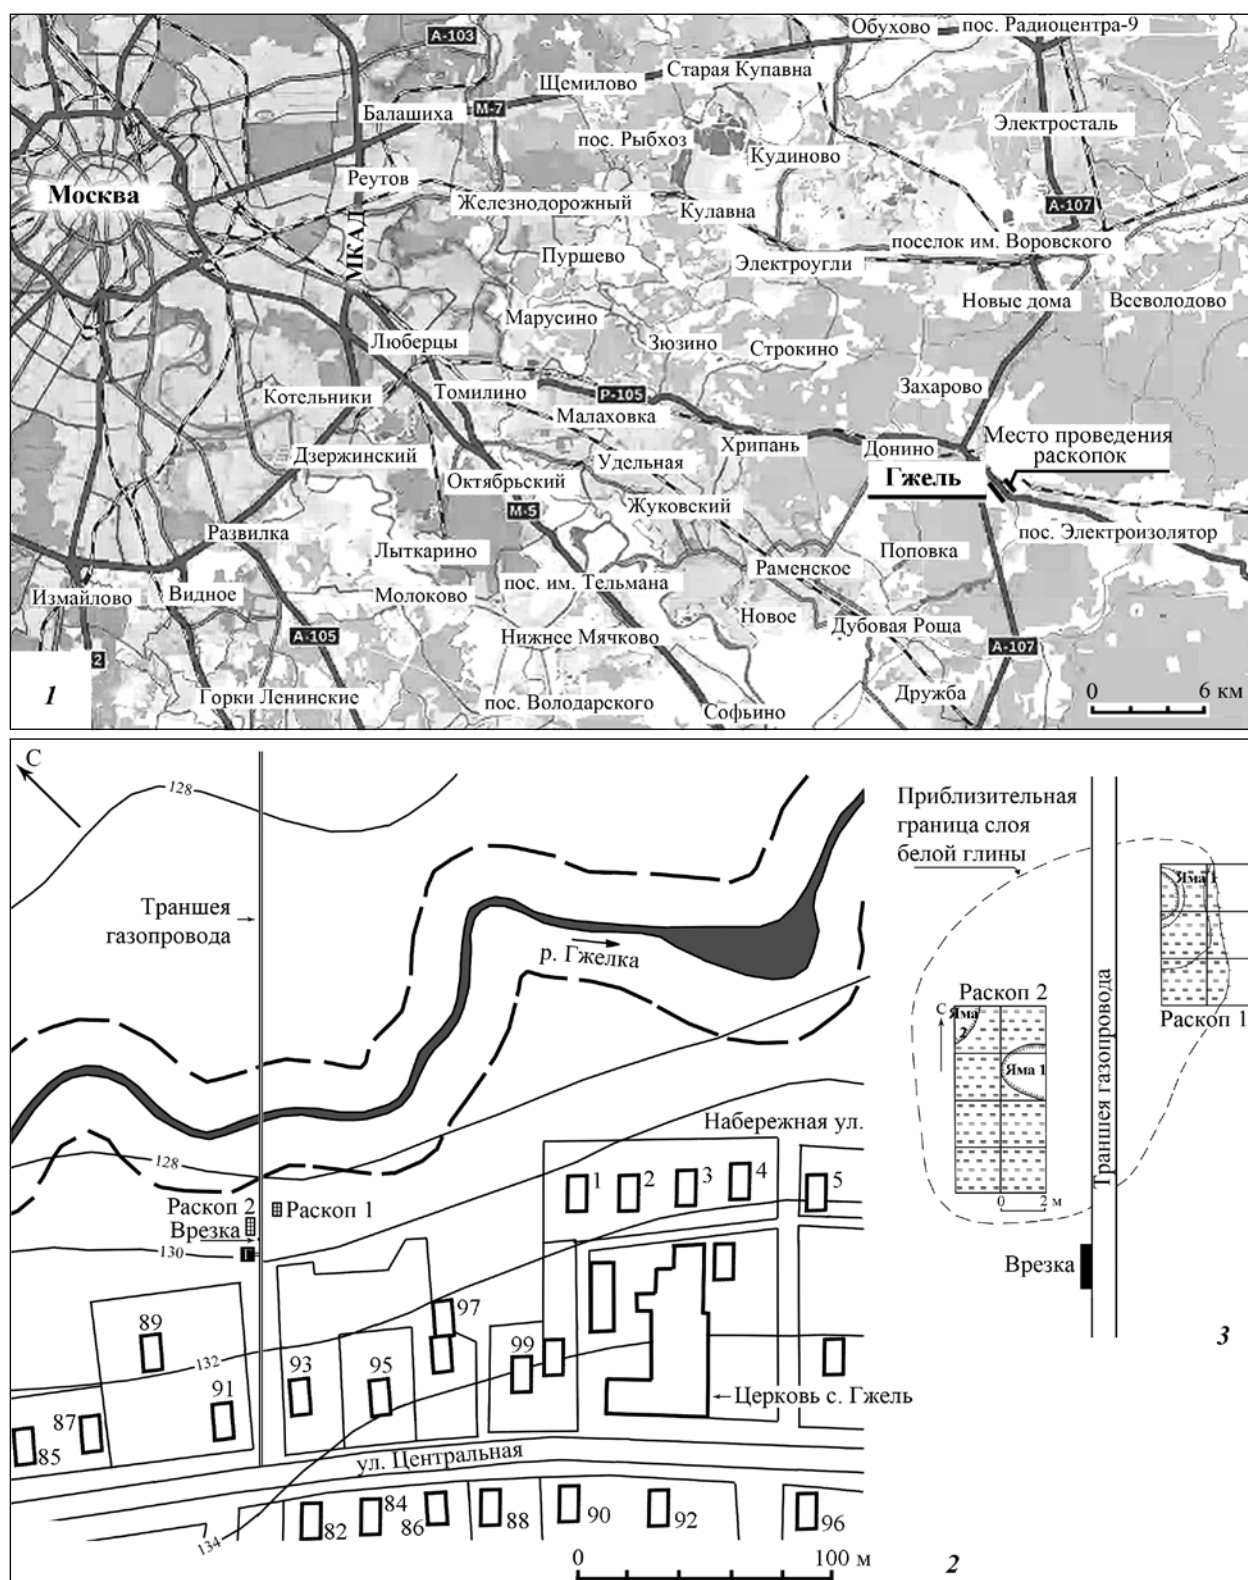 Обухово
пос. Радиоцентра-9
А-103
Старая Купавна
Щемилово
Балашиха
М-7
пос. Рыбхоз
Электросталь
Кудиново
Реутов
Москва
Железнодорожный
Кулавна
А-107
МКАД
поселок им. Воровского
Пуршево
Электроугли
Новые дома
Всеволодово
Марусино
Люберцы
Зюзино
Строкино
Захарово
Котельники
Томилино
Р-105
Малаховка
Хрипань
Донино
Место проведения
раскопок
Дзержинский
Удельная
Гжель
Октябрьский
М-5
Жуковский
Развилка
Лыткарино
пос. Электроизолятор
Поповка
пос. им. Тельмана
Раменское
Измайлово
Видное
Молоково
Новое
Дубовая Роща
А-105
Нижнее Мячково
А-107
2
1
Горки Ленинские
пос. Володарского
Софьино
Дружба
0
6 км
С
128
Траншея
газопровода
р. Гжелка
128
Набережная ул.
Раскоп 2
Раскоп 1
Врезка
Г
130
1
2
3
4
5
89
97
132
93
95
99
91
87
85
Церковь с. Гжель
ул. Центральная
134
82
84
86
88
90
92
96
0
100 м
2
Приблизительная
граница слоя
белой глины
Яма 1
Раскоп 2
Раскоп 1
С
Яма
2
Яма 1
Траншея газопровода
0
2 м
Врезка
3